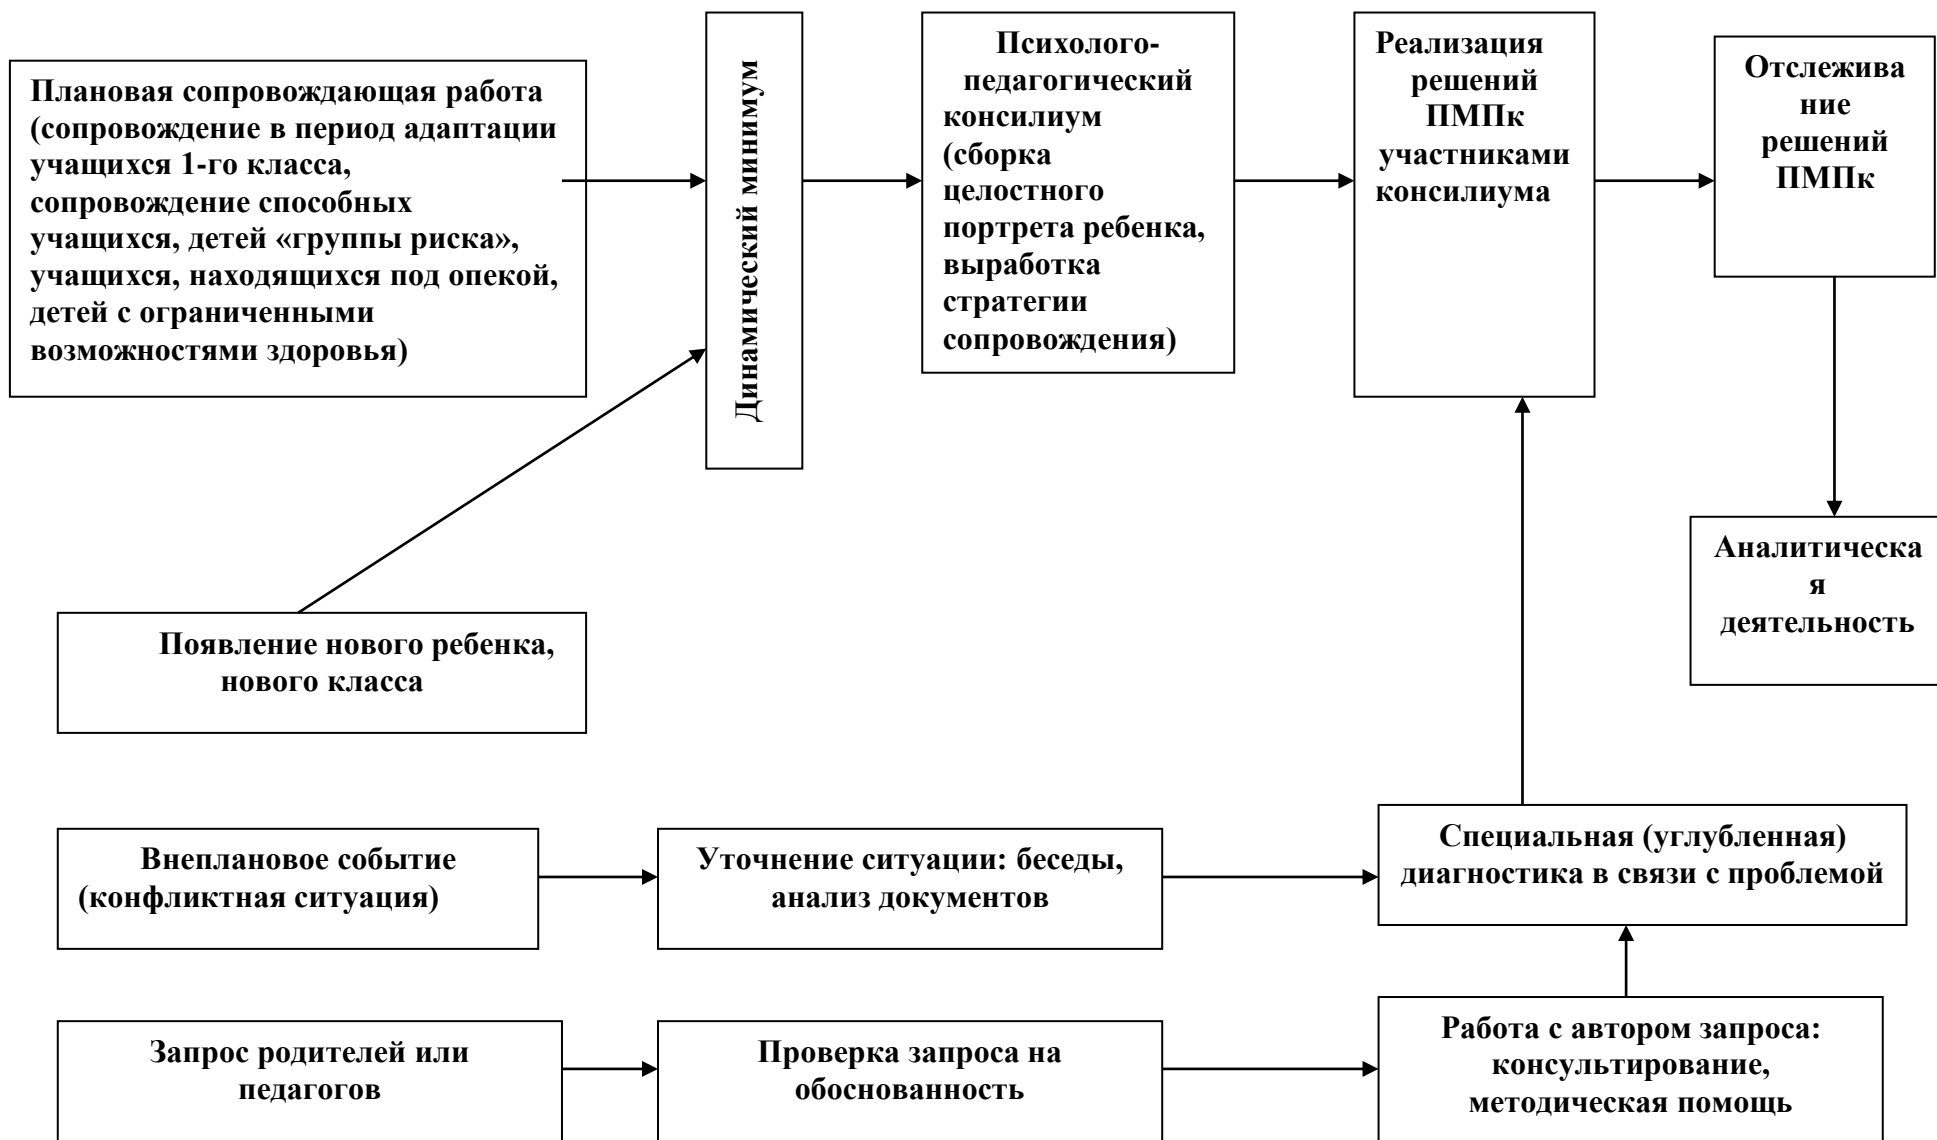 Плановая сопровождающая работа
(сопровождение в период адаптации
учащихся 1-го класса,
сопровождение способных
учащихся, детей «группы риска»,
учащихся, находящихся под опекой,
детей с ограниченными
возможностями здоровья)
Динамический минимум
Психолого-
педагогический
консилиум
(сборка
целостного
портрета ребенка,
выработка
стратегии
сопровождения)
Реализация
решений
ПМПк
участниками
консилиума
Отслежива
ние
решений
ПМПк
Аналитическа
я
деятельность
Появление нового ребенка,
нового класса
Внеплановое событие
(конфликтная ситуация)
Уточнение ситуации: беседы,
анализ документов
Специальная (углубленная)
диагностика в связи с проблемой
Запрос родителей или
педагогов
Проверка запроса на
обоснованность
Работа с автором запроса:
консультирование,
методическая помощь